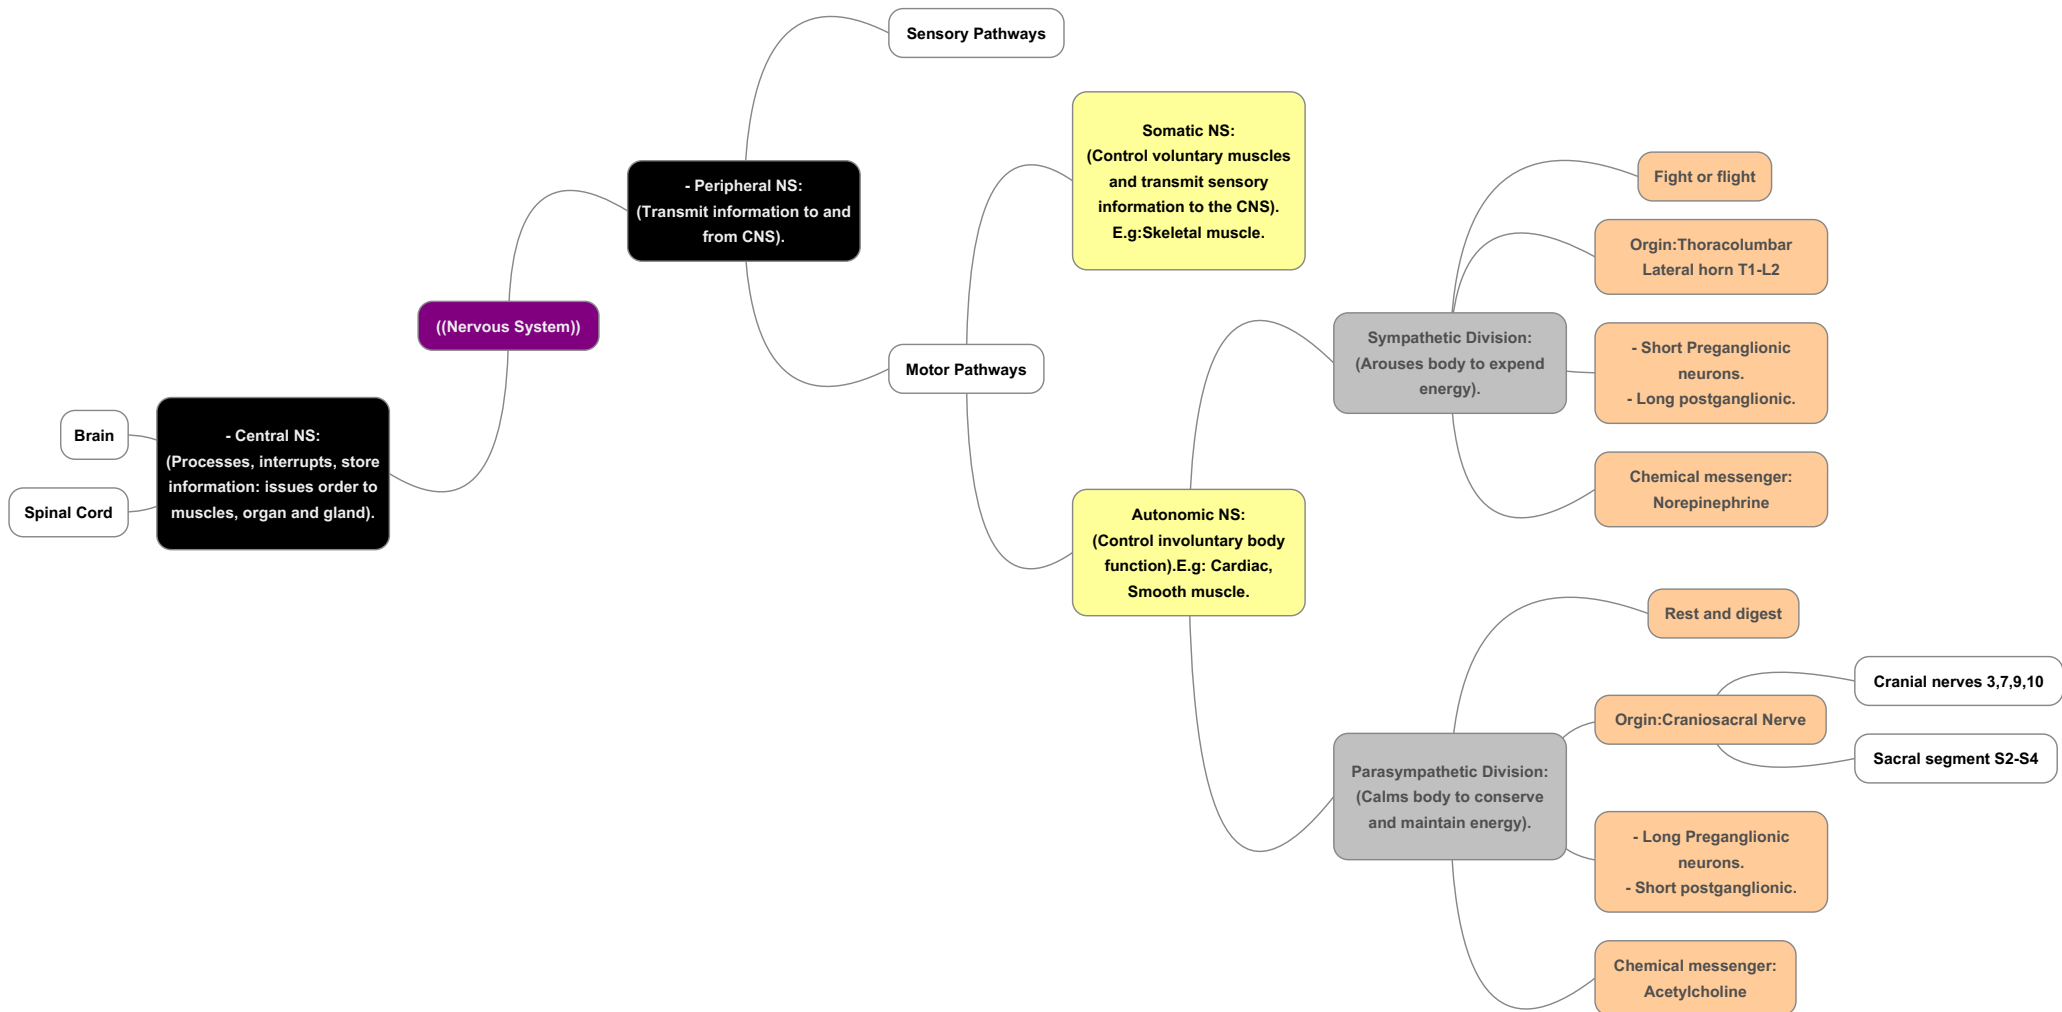 Sensory Pathways
Somatic NS:
(Control voluntary muscles
and transmit sensory
information to the CNS).
E.g:Skeletal muscle.
- Peripheral NS:
(Transmit information to and
from CNS).
Fight or flight
Orgin:Thoracolumbar
Lateral horn T1-L2
((Nervous System))
Motor Pathways
Sympathetic Division:
(Arouses body to expend
energy).
- Short Preganglionic
neurons.
- Long postganglionic.
Brain
Spinal Cord
- Central NS:
(Processes, interrupts, store
information: issues order to
muscles, organ and gland).
Chemical messenger:
Norepinephrine
Autonomic NS:
(Control involuntary body
function).E.g: Cardiac,
Smooth muscle.
Rest and digest
Cranial nerves 3,7,9,10
Orgin:Craniosacral Nerve
Sacral segment S2-S4
Parasympathetic Division:
(Calms body to conserve
and maintain energy).
- Long Preganglionic
neurons.
- Short postganglionic.
Chemical messenger:
Acetylcholine